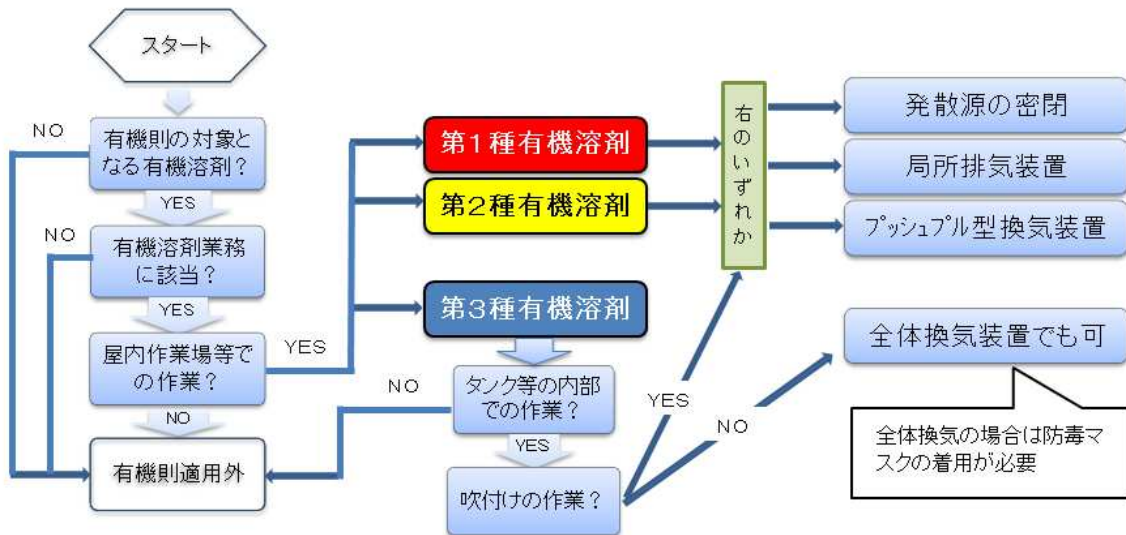 スタート
NO
有機則の対象と
なる有機溶剤？
YES
NO
有機溶剤業務
に該当？
YES
屋内作業場等で
の作業？
YES
NO
有機則適用外
第1種有機溶剤
第2種有機溶剤
第3種有機溶剤
NO
タンク等の内部
での作業？
YES
吹付けの作業？
YES
NO
右のいずれか
発散源の密閉
局所排気装置
ﾌﾟｯｼｭﾌﾟﾙ型換気装置
全体換気装置でも可
全体換気の場合は防毒マ
スクの着用が必要